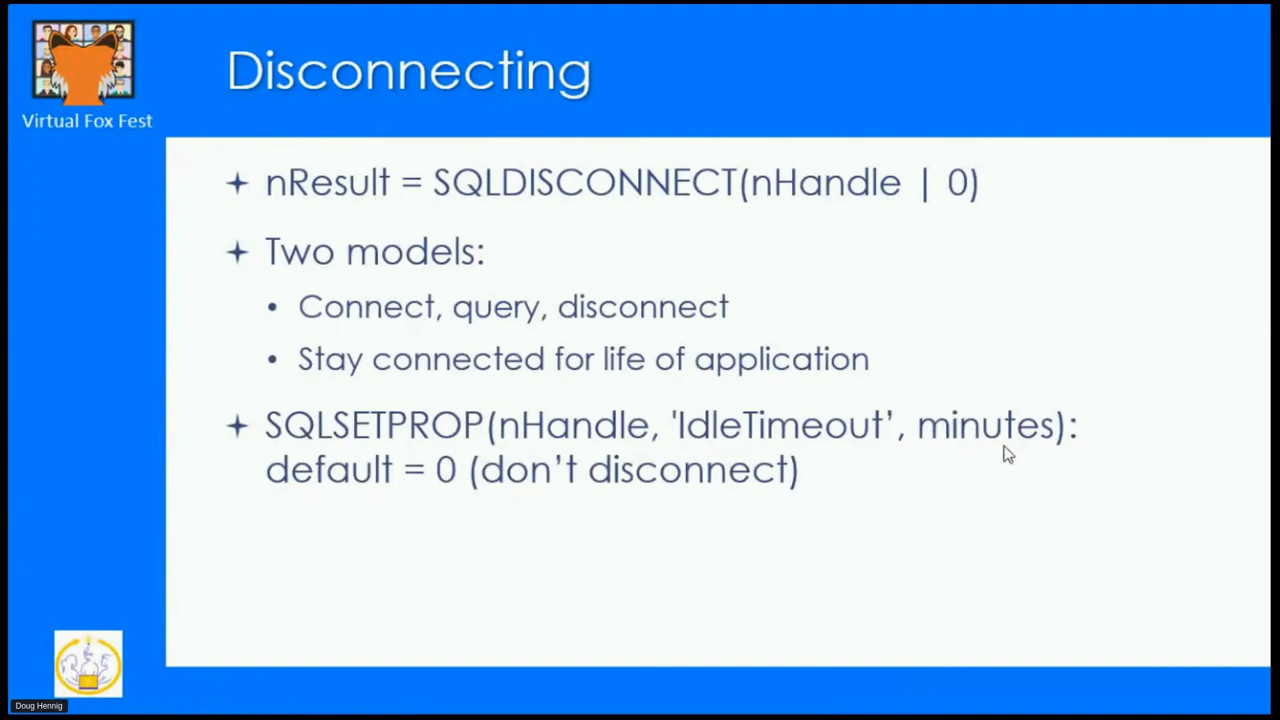 Disconnecting
Virtual Fox Fest
nResult = SQLDISCONNECT(nHandle | 0)
Two models:
• Connect, query, disconnect
• Stay connected for life of application
SQLSETPROP(nHandle, 'IdleTimeout’, minutes):
default = 0 (don’t disconnect)
Doug Hennig